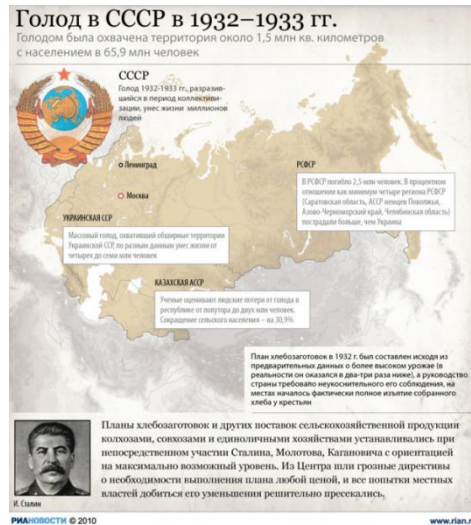 Голод в СССР в 1932–1933 гг.
Голодом была охвачена территория около 1,5 млн кв. километров
с населением в 65,9 млн человек
СССР
Голод 1932-1933 гг., разразив-
шийся в период коллективи-
зации, унес жизни миллионов
людей
Ленинград
Москва
РСФСР
В РСФСР погибло 2,5 млн человек. В процентном
отношении как минимум четыре региона РСФСР
(Саратовская область, АССР немцев Поволжья,
Азово-Черноморский край, Челябинская область)
пострадали больше, чем Украина
УКРАИНСКАЯ ССР
Массовый голод, охвативший обширные территории
Украинской ССР, по разным данным унес жизни от
четырех до семи млн человек
КАЗАХСКАЯ АССР
Ученые оценивают людские потери от голода в
республике от полутора до двух млн человек.
Сокращение сельского населения – на 30,9%
План хлебозаготовок в 1932 г. был составлен исходя из
предварительных данных о более высоком урожае (в
реальности он оказался в два-три раза ниже), а руководство
страны требовало неукоснительного его соблюдения, на
местах началось фактически полное изъятие собранного
хлеба у крестьян
Планы хлебозаготовок и других поставок сельскохозяйственной продукции
колхозами, совхозами и единоличными хозяйствами устанавливались при
непосредственном участии Сталина, Молотова, Кагановича с ориентацией
на максимально возможный уровень. Из Центра шли грозные директивы
о необходимости выполнения плана любой ценой, и все попытки местных
властей добиться его уменьшения решительно пресекались.
И. Сталин
РИАНОВОСТИ © 2010
www.rian.r